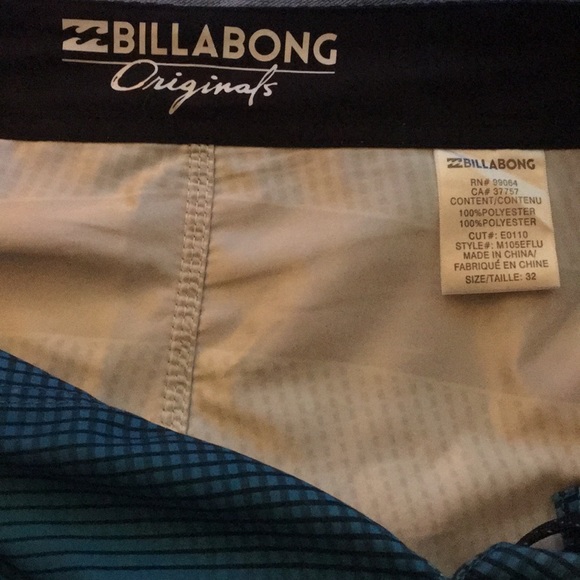 BILLABONG
Originals
BILLABONG
RN# 99064
CA# 37757
CONTENT/CONTENU
100%POLYESTER
100%POLYESTER
CUT#: E0110
STYLE#: M105EFLU
MADE IN CHINA/
FABRIQUÉ EN CHINE
SIZE/TAILLE: 32